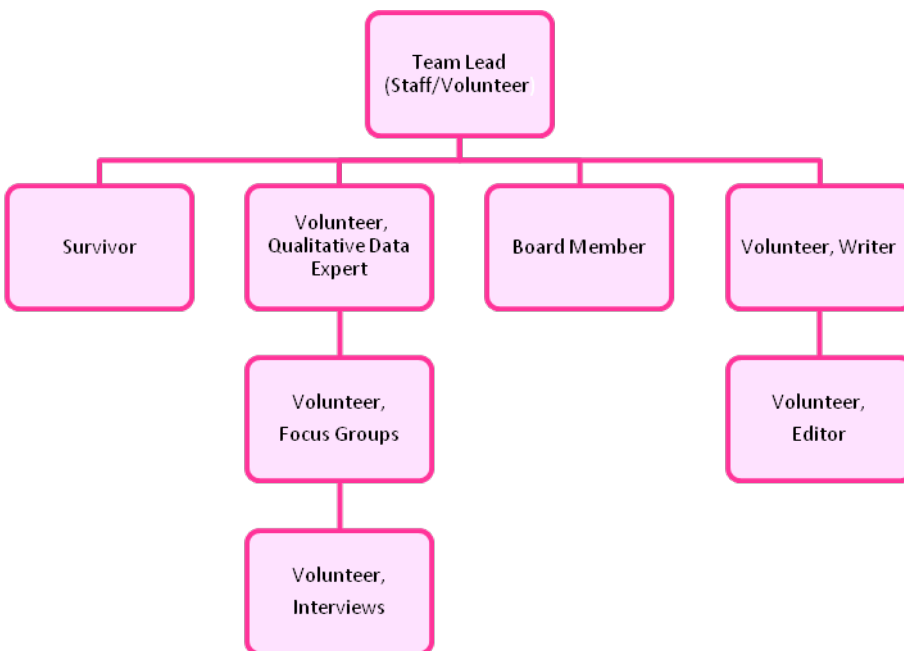 Team Lead
(Staff/Volunteer
Survivor
Volunteer,
Qualitative Data
Expert
Board Member
Volunteer, Writer
Volunteer,
Focus Groups
Volunteer,
Editor
Volunteer,
Interviews